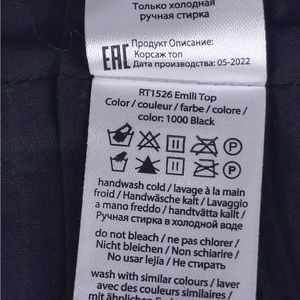 Только холодная
ручная стирка
EAC
Продукт Описание:
Корсаж топ
Дата производства: 05-2022
RT1526 Emili Top
Color / couleur / farbe / colore /
color: 1000 Black
P
P
handwash cold / lavage à la main
froid / Handwäsche kalt / Lavaggio
a mano freddo / handtvätta kallt /
Ручная стирка в холодной воде
do not bleach / ne pas chlorer /
Nicht bleichen / Non schiarire /
No usar lejía / Не стирать
wash with similar colours / laver
avec des couleurs similaires / Mit